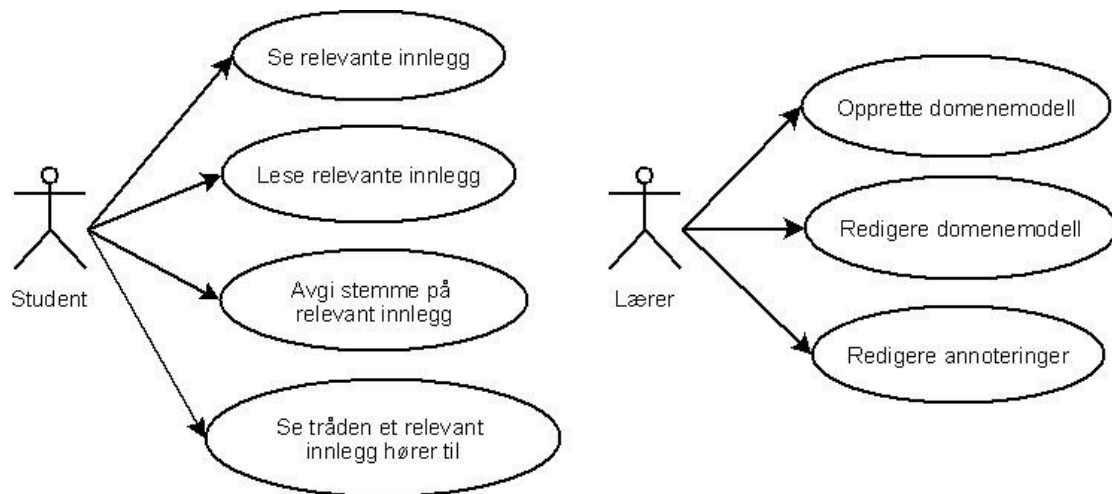 Se relevante innlegg
Lese relevante innlegg
Student
Avgi stemme på
relevant innlegg
Se tråden et relevant
innlegg hører til
Opprette domenemodell
Redigere domenemodell
Lærer
Redigere annoteringer